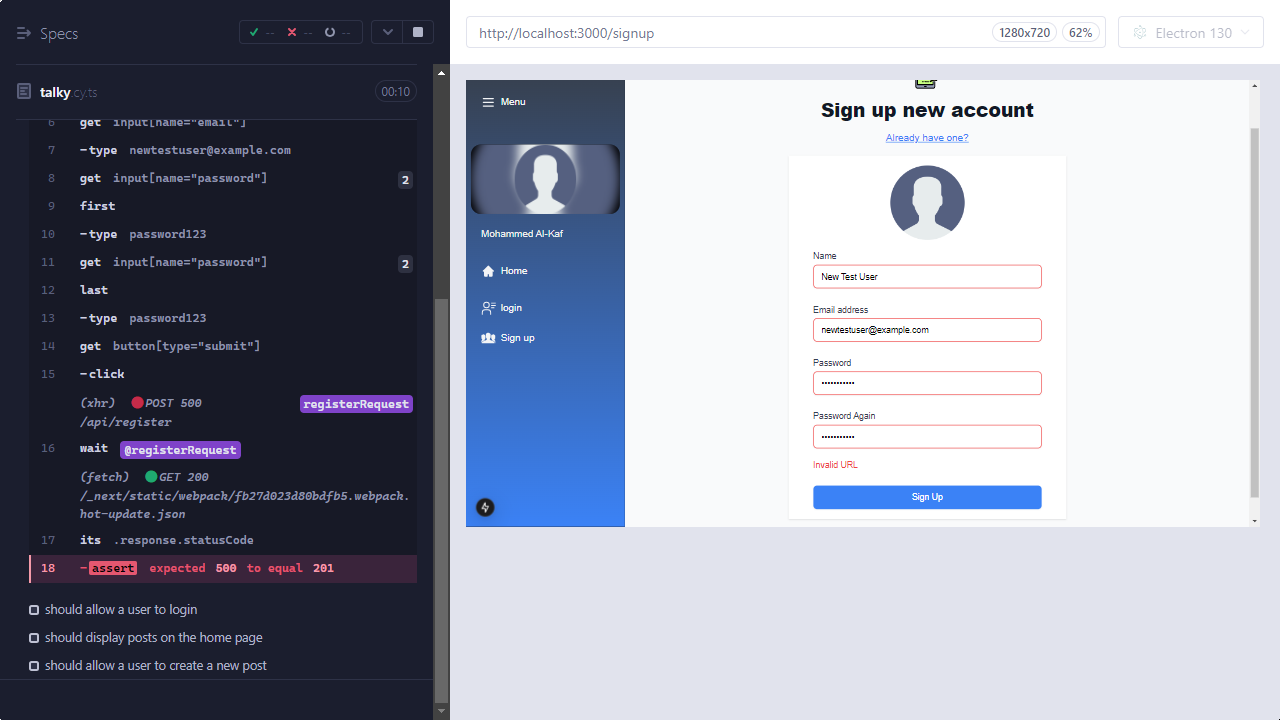 Specs
--
--
--
talky.cy.ts
00:10
6 get input[name="email"]
7 -type newtestuser@example.com
8 get input[name="password"] 2
9 first
10 -type password123
11 get input[name="password"] 2
12 last
13 -type password123
14 get button[type="submit"]
15 -click
(xhr) POST 500 registerRequest
/api/register
16 wait @registerRequest
(fetch) GET 200
/_next/static/webpack/fb27d023d80bdfb5.webpack.
hot-update.json
17 its .response.statusCode
18 -assert expected 500 to equal 201
should allow a user to login
should display posts on the home page
should allow a user to create a new post
http://localhost:3000/signup
1280x720
62%
Electron 130
Menu
Mohammed Al-Kaf
Home
login
Sign up
Sign up new account
Already have one?
Name
New Test User
Email address
newtestuser@example.com
Password
•••••••••••
Password Again
•••••••••••
Invalid URL
Sign Up